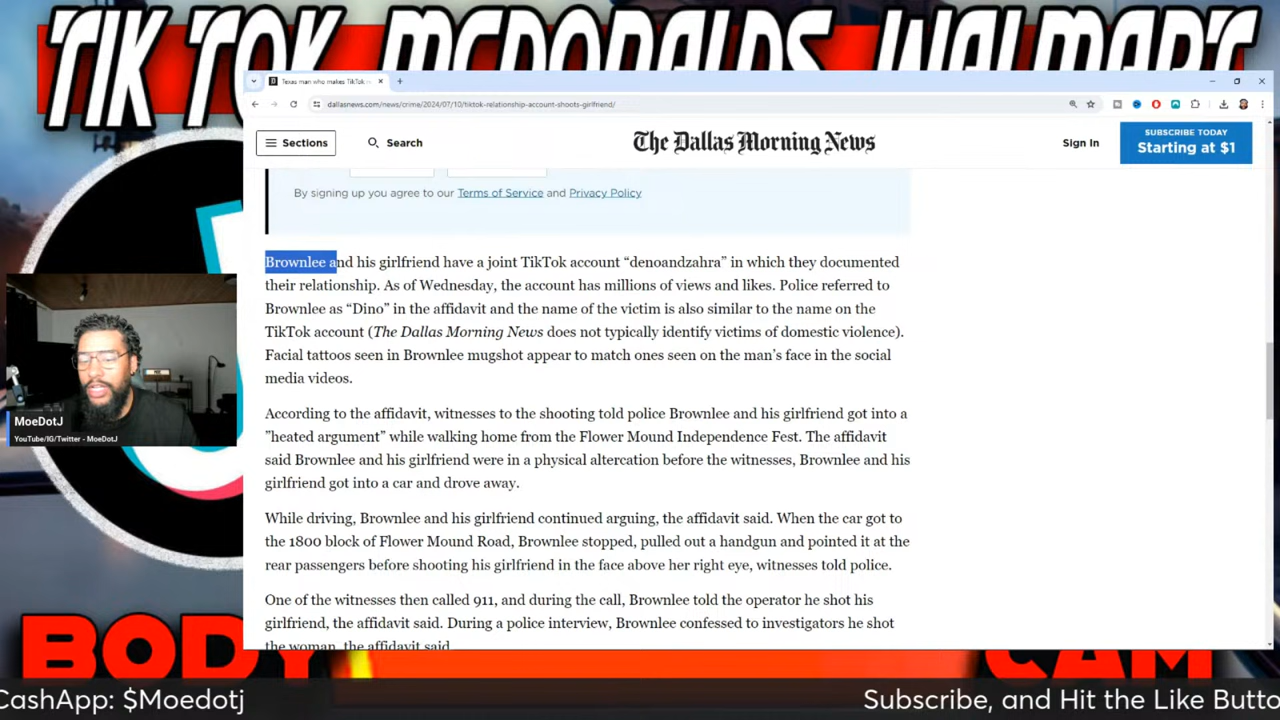 TIK TOK MCDONALDS WALMART
Texas man who makes TikTok
dallasnews.com/news/crime/2024/07/10/tiktok-relationship-account-shoots-girlfriend/
Sections
Search
The Dallas Morning News
Sign In
SUBSCRIBE TODAY
Starting at $1
By signing up you agree to our Terms of Service and Privacy Policy
Brownlee and his girlfriend have a joint TikTok account “denoandzahra” in which they documented
their relationship. As of Wednesday, the account has millions of views and likes. Police referred to
Brownlee as “Dino” in the affidavit and the name of the victim is also similar to the name on the
TikTok account (The Dallas Morning News does not typically identify victims of domestic violence).
Facial tattoos seen in Brownlee mugshot appear to match ones seen on the man’s face in the social
media videos.
According to the affidavit, witnesses to the shooting told police Brownlee and his girlfriend got into a
"heated argument” while walking home from the Flower Mound Independence Fest. The affidavit
said Brownlee and his girlfriend were in a physical altercation before the witnesses, Brownlee and his
girlfriend got into a car and drove away.
While driving, Brownlee and his girlfriend continued arguing, the affidavit said. When the car got to
the 1800 block of Flower Mound Road, Brownlee stopped, pulled out a handgun and pointed it at the
rear passengers before shooting his girlfriend in the face above her right eye, witnesses told police.
One of the witnesses then called 911, and during the call, Brownlee told the operator he shot his
girlfriend, the affidavit said. During a police interview, Brownlee confessed to investigators he shot
the woman, the affidavit said
MoeDotJ
YouTube/IG/Twitter - MoeDotJ
BODY CAM
CashApp: $Moedotj
Subscribe, and Hit the Like Butto